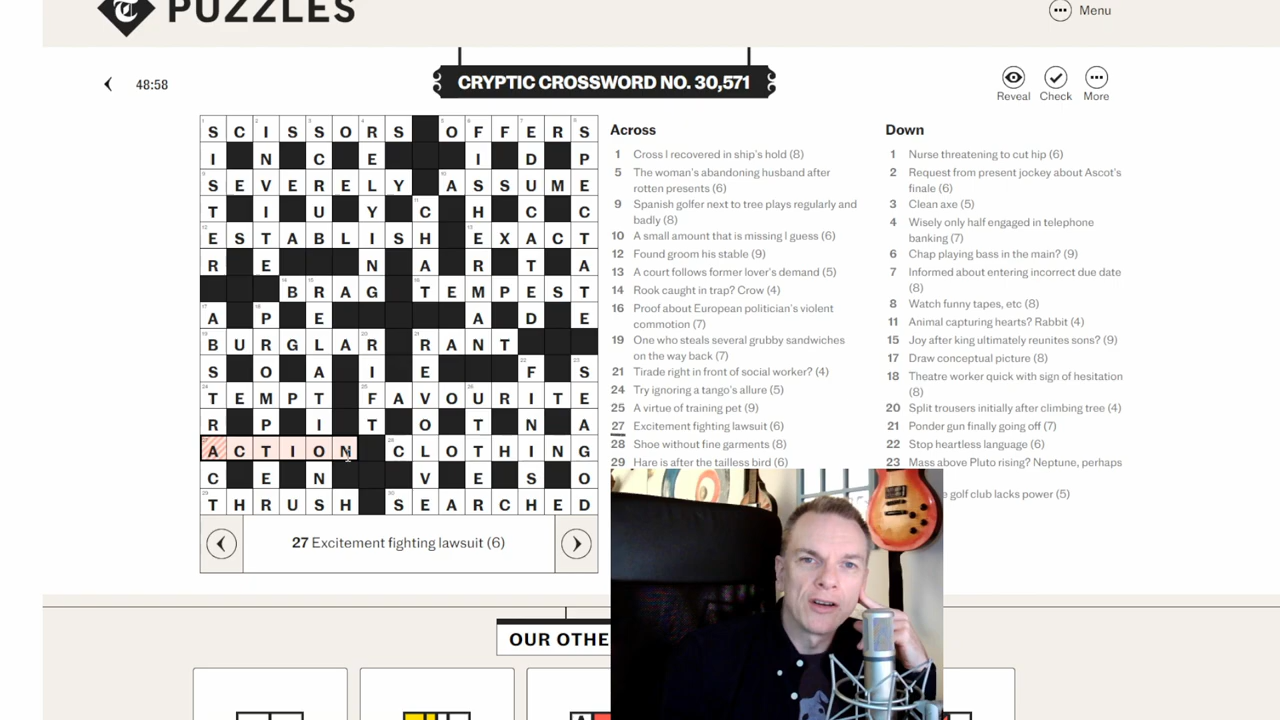 PUZZLES
Menu
48:58
CRYPTIC CROSSWORD NO. 30,571
Reveal
Check
More
S C I S S O R S O F F E R S
I N C E I D P
S E V E R E L Y A S S U M E
T I U Y C H C C
E S T A B L I S H E X A C T
R E N A R T A
B R A G T E M P E S T
A P E A D E
B U R G L A R R A N T
S O A I E F S
T E M P T F A V O U R I T E
R P I T O T N A
A C T I O N C L O T H I N G
C E N V E S O
T H R U S H S E A R C H E D
27 Excitement fighting lawsuit (6)
Across
1 Cross I recovered in ship's hold (8)
5 The woman's abandoning husband after
rotten presents (6)
9 Spanish golfer next to tree plays regularly and
badly (8)
10 A small amount that is missing I guess (6)
12 Found groom his stable (9)
13 A court follows former lover's demand (5)
14 Rook caught in trap? Crow (4)
16 Proof about European politician's violent
commotion (7)
19 One who steals several grubby sandwiches
on the way back (7)
21 Tirade right in front of social worker? (4)
24 Try ignoring a tango's allure (5)
25 A virtue of training pet (9)
27 Excitement fighting lawsuit (6)
28 Shoe without fine garments (8)
29 Hare is after the tailless bird (6)
Down
1 Nurse threatening to cut hip (6)
2 Request from present jockey about Ascot's
finale (6)
3 Clean axe (5)
4 Wisely only half engaged in telephone
banking (7)
6 Chap playing bass in the main? (9)
7 Informed about entering incorrect due date
(8)
8 Watch funny tapes, etc (8)
11 Animal capturing hearts? Rabbit (4)
15 Joy after king ultimately reunites sons? (9)
17 Draw conceptual picture (8)
18 Theatre worker quick with sign of hesitation
(8)
20 Split trousers initially after climbing tree (4)
21 Ponder gun finally going off (7)
22 Stop heartless language (6)
23 Mass above Pluto rising? Neptune, perhaps
golf club lacks power (5)
OUR OTHE